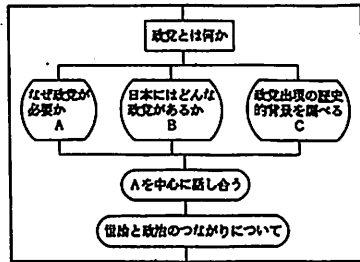 政党とは何か
なぜ政党が
必要か
A
日本にはどんな
政党があるか
B
政党出現の歴史
的背景を調べる
C
Aを中心に話し合う
世論と政治のつながりについて